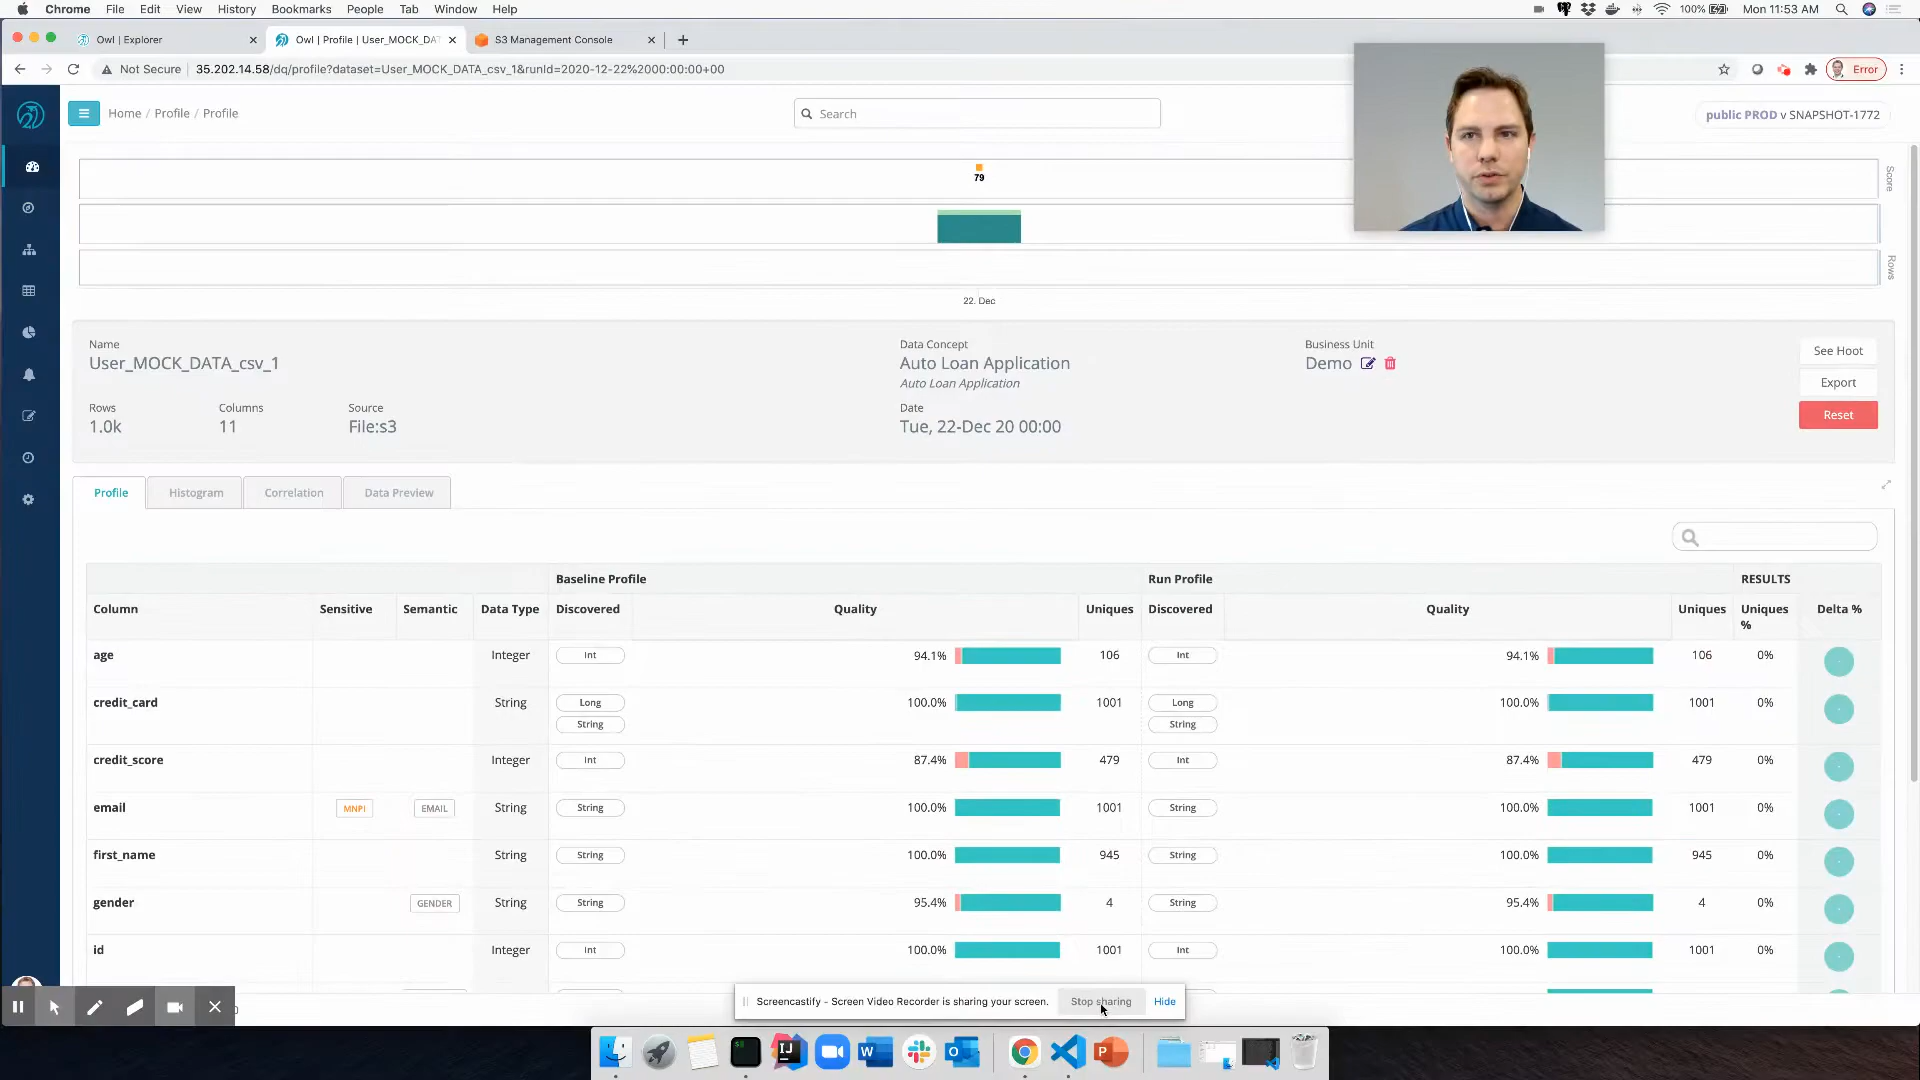 Chrome File Edit View History Bookmarks People Tab Window Help
100% Mon 11:53 AM
Owl | Explorer
Owl | Profile | User_MOCK_DAT
S3 Management Console
Not Secure 35.202.14.58/dq/profile?dataset=User_MOCK_DATA_csv_1&runId=2020-12-22%2000:00:00+00
Error
Home / Profile / Profile
Search
public PROD v SNAPSHOT-1772
79
Score
Rows
22. Dec
Name
User_MOCK_DATA_csv_1
Data Concept
Auto Loan Application
Auto Loan Application
Business Unit
Demo
See Hoot
Export
Reset
Rows
1.0k
Columns
11
Source
File:s3
Date
Tue, 22-Dec 20 00:00
Profile Histogram Correlation Data Preview
Baseline Profile Run Profile RESULTS
Column Sensitive Semantic Data Type Discovered Quality Uniques Discovered Quality Uniques Uniques % Delta %
age Integer Int 94.1% 106 Int 94.1% 106 0%
credit_card String Long String 100.0% 1001 Long String 100.0% 1001 0%
credit_score Integer Int 87.4% 479 Int 87.4% 479 0%
email MNPI EMAIL String String 100.0% 1001 String 100.0% 1001 0%
first_name String String 100.0% 945 String 100.0% 945 0%
gender GENDER String String 95.4% 4 String 95.4% 4 0%
id Integer Int 100.0% 1001 Int 100.0% 1001 0%
Screencastify - Screen Video Recorder is sharing your screen. Stop sharing Hide